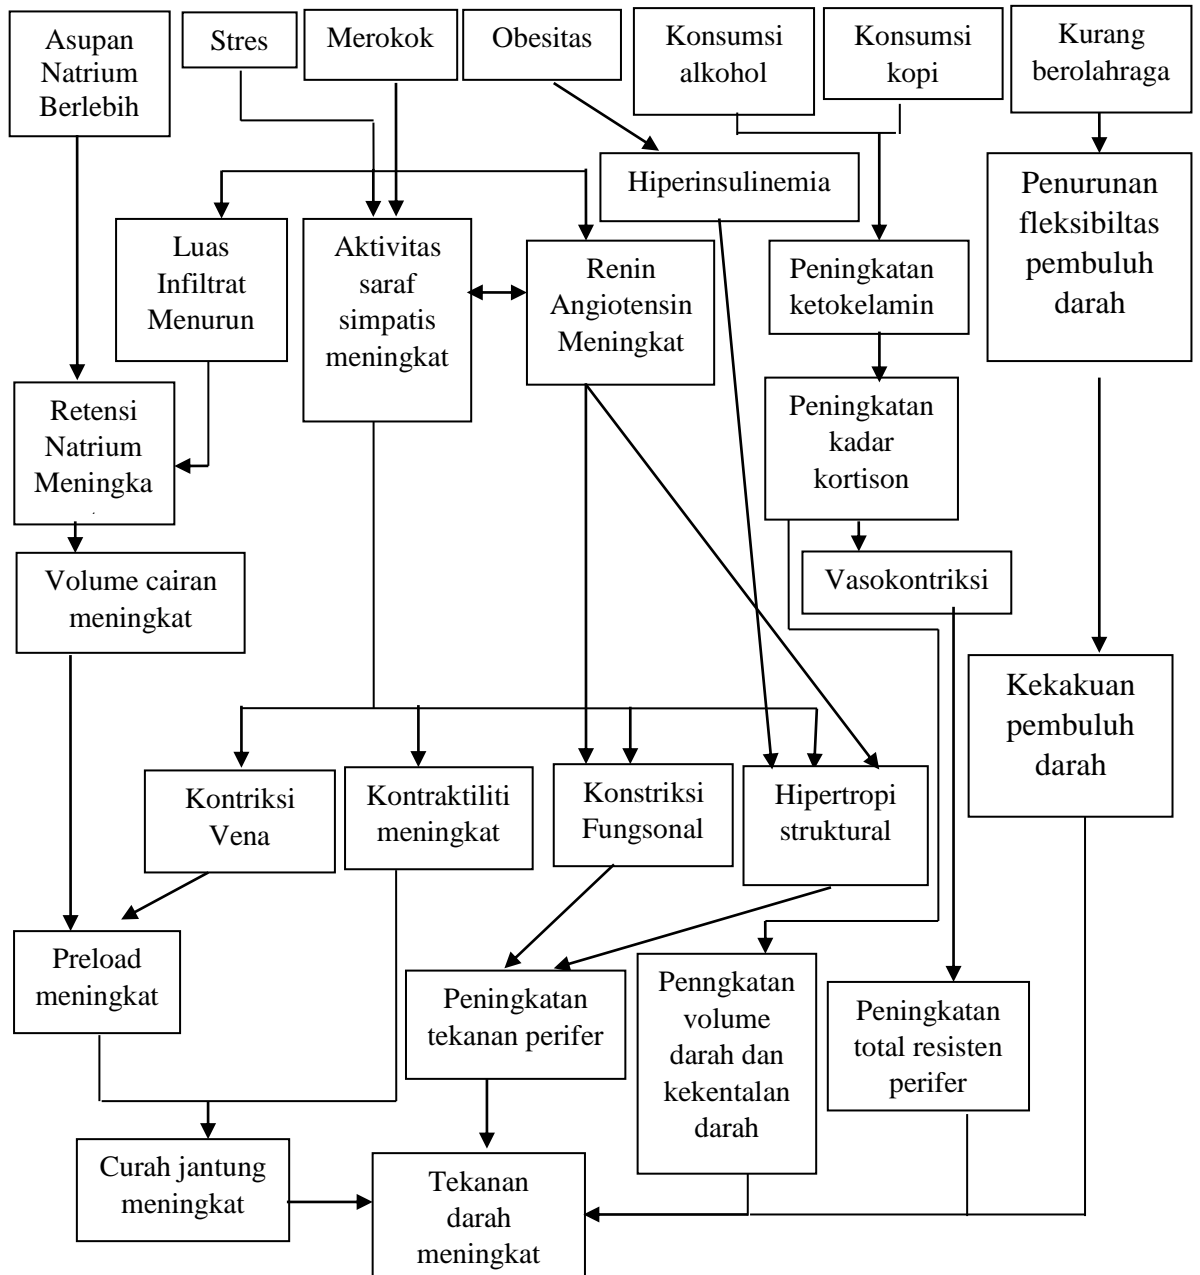 Asupan
Natrium
Berlebih
Stres
Merokok
Obesitas
Konsumsi
alkohol
Konsumsi
kopi
Kurang
berolahraga
Hiperinsulinemia
Penurunan
fleksibiltas
pembuluh
darah
Luas
Infiltrat
Menurun
Aktivitas
saraf
simpatis
meningkat
Renin
Angiotensin
Meningkat
Peningkatan
ketokelamin
Retensi
Natrium
Meningka
Peningkatan
kadar
kortison
Volume cairan
meningkat
Vasokontriksi
Kekakuan
pembuluh
darah
Kontriksi
Vena
Kontraktiliti
meningkat
Konstriksi
Fungsonal
Hipertropi
struktural
Preload
meningkat
Peningkatan
tekanan perifer
Penngkatan
volume
darah dan
kekentalan
darah
Peningkatan
total resisten
perifer
Curah jantung
meningkat
Tekanan
darah
meningkat